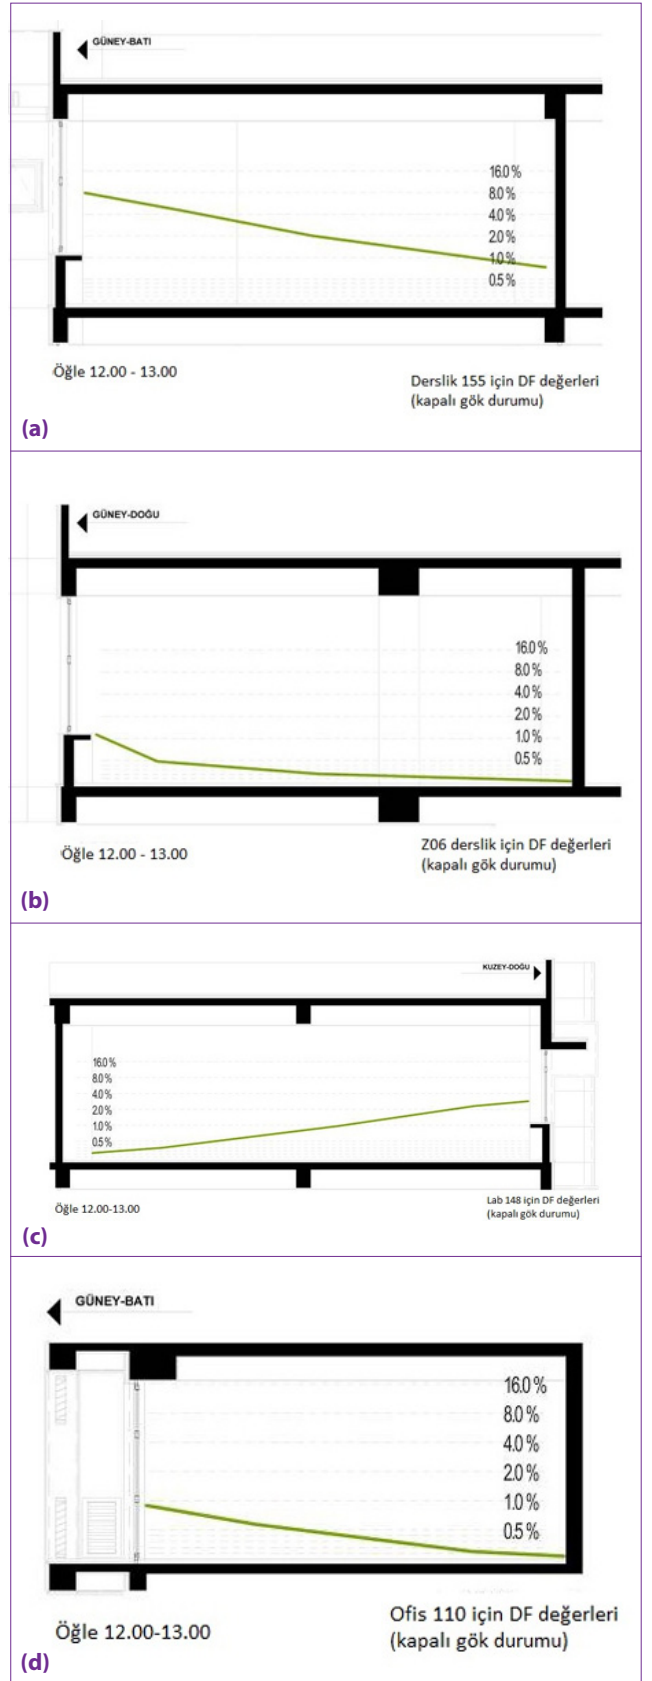 GÜNEY-BATI
16.0 %
8.0 %
4.0 %
2.0 %
1.0 %
0.5 %
Öğle 12.00 - 13.00
Derslik 155 için DF değerleri
(kapalı gök durumu)
(a)
GÜNEY-DOĞU
16.0 %
8.0 %
4.0 %
2.0 %
1.0 %
0.5 %
Öğle 12.00 - 13.00
Z06 derslik için DF değerleri
(kapalı gök durumu)
(b)
KUZEY-DOĞU
16.0 %
8.0 %
4.0 %
2.0 %
1.0 %
0.5 %
Öğle 12.00-13.00
Lab 148 için DF değerleri
(kapalı gök durumu)
(c)
GÜNEY-BATI
16.0 %
8.0 %
4.0 %
2.0 %
1.0 %
0.5 %
Öğle 12.00-13.00
Ofis 110 için DF değerleri
(kapalı gök durumu)
(d)